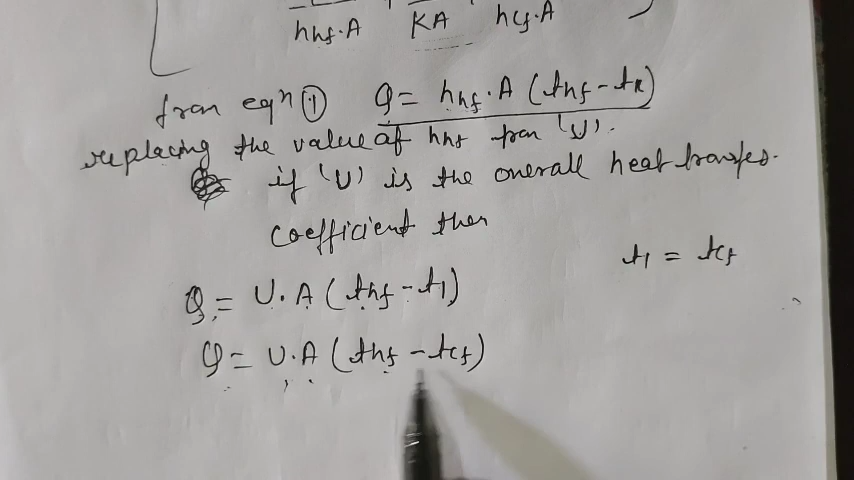 hhf.A KA hcf.A
from eqn ① Q = hhf.A (thf - t1)
replacing the value of hhf from 'U'.
if 'U' is the overall heat transfer
coefficient then
t1 = tcf
Q = U.A (thf - t1)
Q = U.A (thf - tcf)